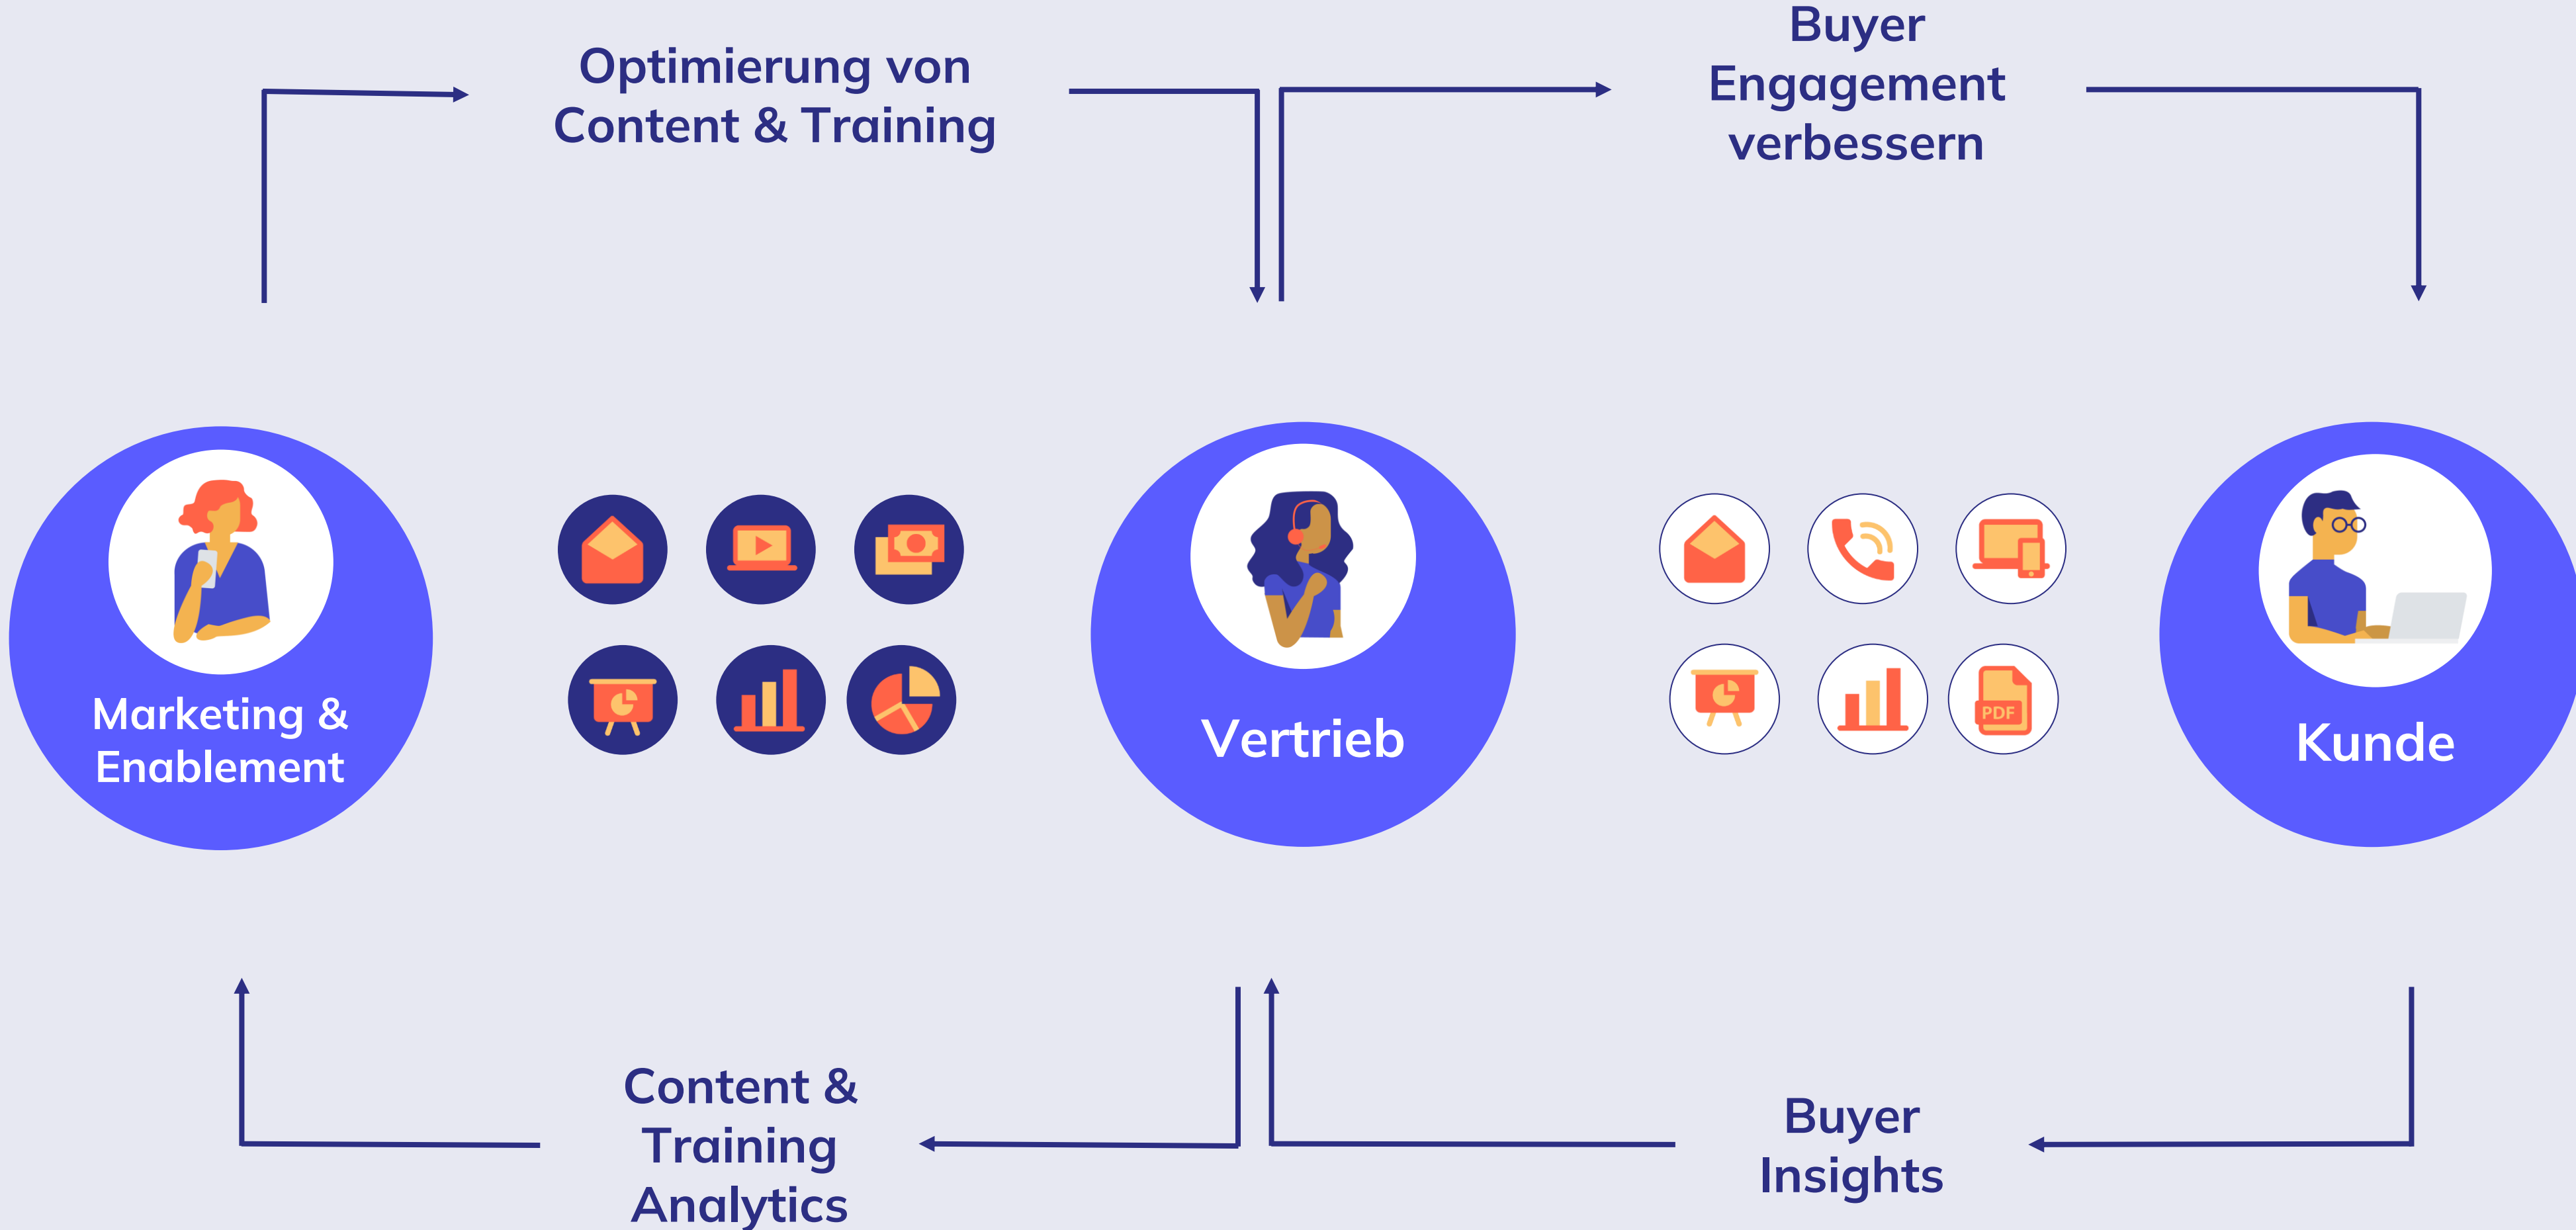 Optimierung von
Content & Training
Buyer
Engagement
verbessern
Marketing &
Enablement
Vertrieb
PDF
Kunde
Content &
Training
Analytics
Buyer
Insights